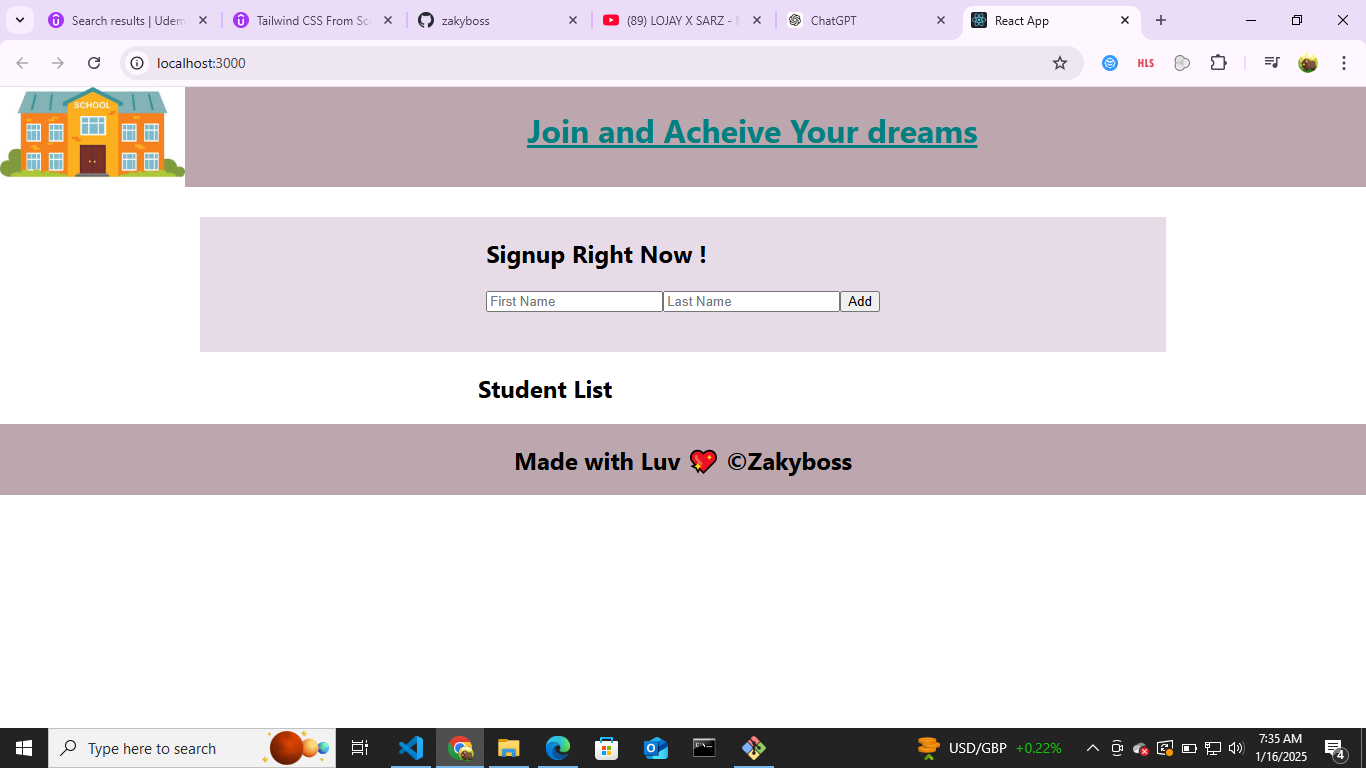 Search results | Udem
Tailwind CSS From Sc
zakyboss
(89) LOJAY X SARZ -
ChatGPT
React App
localhost:3000
HLS
SCHOOL
Join and Acheive Your dreams
Signup Right Now !
First Name
Last Name
Add
Student List
Made with Luv 💖 ©Zakyboss
Type here to search
USD/GBP +0.22%
7:35 AM
1/16/2025
4